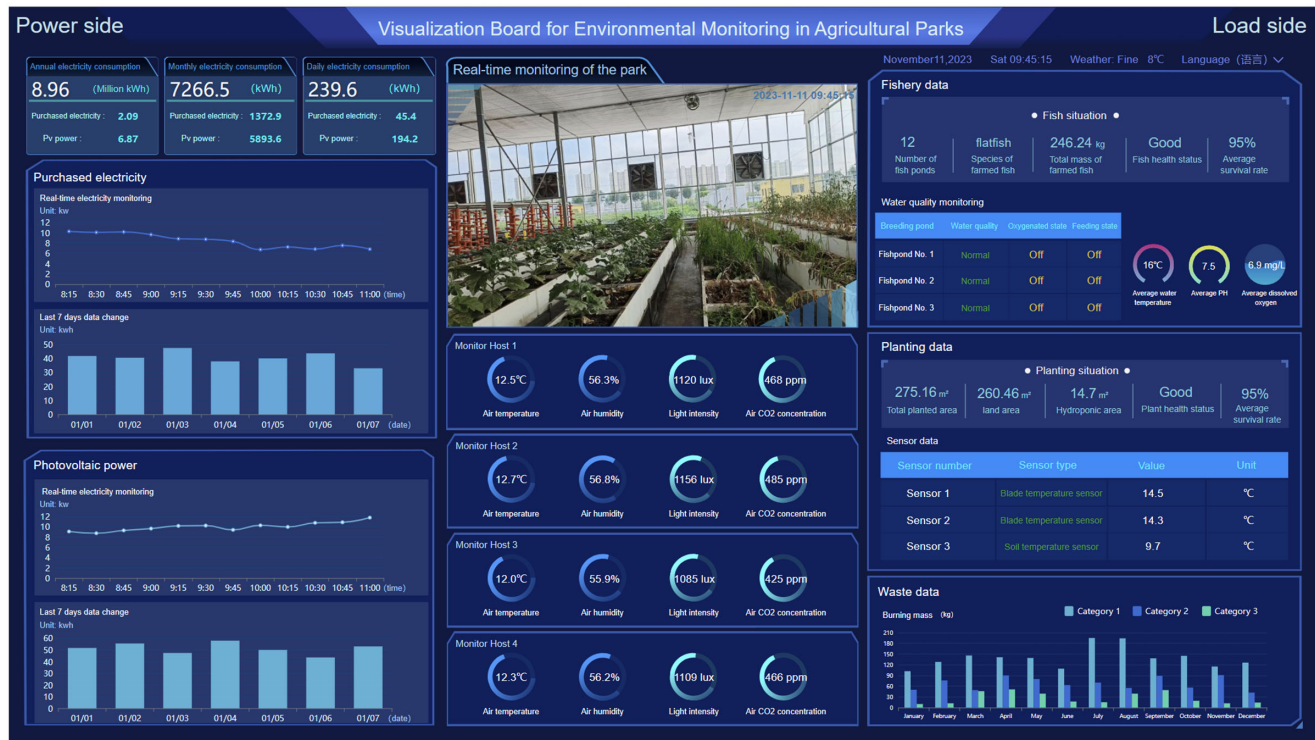 Power side
Visualization Board for Environmental Monitoring in Agricultural Parks
Load side
Annual electricity consumption
8.96 (Million kWh)
Purchased electricity : 2.09
Pv power : 6.87
Monthly electricity consumption
7266.5 (kWh)
Purchased electricity : 1372.9
Pv power : 5893.6
Daily electricity consumption
239.6 (kWh)
Purchased electricity : 45.4
Pv power : 194.2
Purchased electricity
Real-time electricity monitoring
Unit: kw
12
10
8
6
4
2
0
8:15 8:30 8:45 9:00 9:15 9:30 9:45 10:00 10:15 10:30 10:45 11:00 (time)
Last 7 days data change
Unit: kwh
50
40
30
20
10
0
01/01 01/02 01/03 01/04 01/05 01/06 01/07 (date)
Photovoltaic power
Real-time electricity monitoring
Unit: kw
12
10
8
6
4
2
0
8:15 8:30 8:45 9:00 9:15 9:30 9:45 10:00 10:15 10:30 10:45 11:00 (time)
Last 7 days data change
Unit: kwh
60
50
40
30
20
10
0
01/01 01/02 01/03 01/04 01/05 01/06 01/07 (date)
Real-time monitoring of the park
2023-11-11 09:45:15
Monitor Host 1
12.5℃ 56.3% 1120 lux 468 ppm
Air temperature Air humidity Light intensity Air CO2 concentration
Monitor Host 2
12.7℃ 56.8% 1156 lux 485 ppm
Air temperature Air humidity Light intensity Air CO2 concentration
Monitor Host 3
12.0℃ 55.9% 1085 lux 425 ppm
Air temperature Air humidity Light intensity Air CO2 concentration
Monitor Host 4
12.3℃ 56.2% 1109 lux 466 ppm
Air temperature Air humidity Light intensity Air CO2 concentration
November11,2023 Sat 09:45:15 Weather: Fine 8℃ Language (语言)
Fishery data
Fish situation
12 flatfish 246.24 kg Good 95%
Number of fish ponds
Species of farmed fish
Total mass of farmed fish
Fish health status
Average survival rate
Water quality monitoring
Breeding pond Water quality Oxygenated state Feeding state
Fishpond No. 1 Normal Off Off
Fishpond No. 2 Normal Off Off
Fishpond No. 3 Normal Off Off
16℃ 7.5 6.9 mg/L
Average water temperature
Average PH
Average dissolved oxygen
Planting data
Planting situation
275.16 m² 260.46 m² 14.7 m² Good 95%
Total planted area
land area
Hydroponic area
Plant health status
Average survival rate
Sensor data
Sensor number Sensor type Value Unit
Sensor 1 Blade temperature sensor 14.5 ℃
Sensor 2 Blade temperature sensor 14.3 ℃
Sensor 3 Soil temperature sensor 9.7 ℃
Waste data
Burning mass (kg)
Category 1 Category 2 Category 3
210
180
150
120
90
60
30
0
January February March April May June July August September October November December